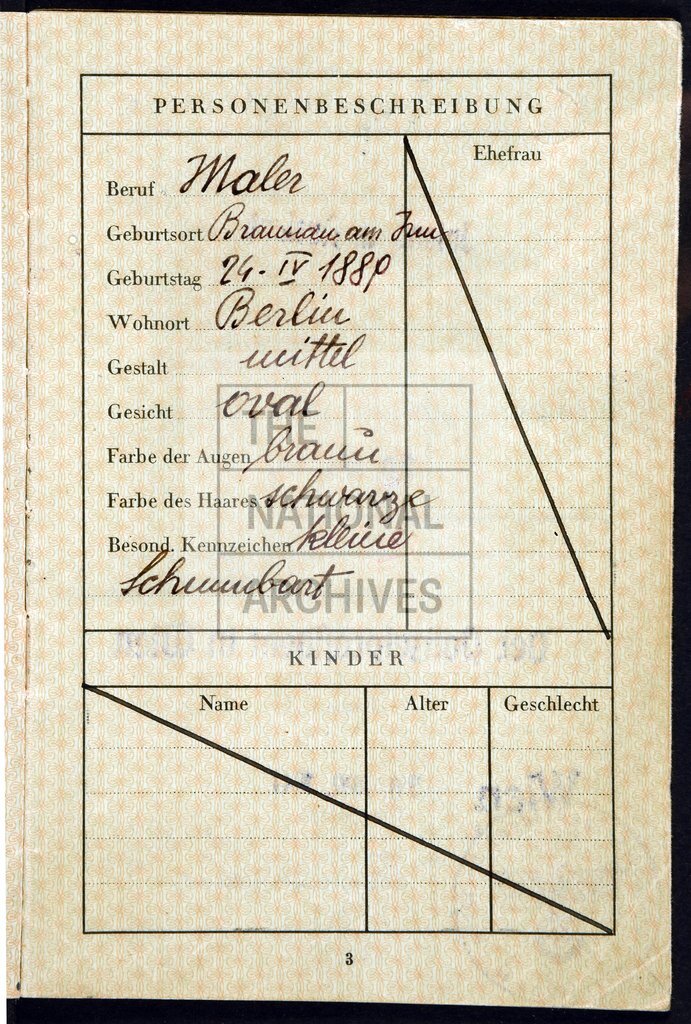 PERSONENBESCHREIBUNG
Ehefrau
Beruf Maler
Geburtsort Braunau am Inn
Geburtstag 24. IV 1889
Wohnort Berlin
Gestalt mittel
Gesicht oval
Farbe der Augen braun
Farbe des Haares schwarze
Besond. Kennzeichen kleine
Schnurrbart
THE
NATIONAL
ARCHIVES
KINDER
Name Alter Geschlecht
Wien
3